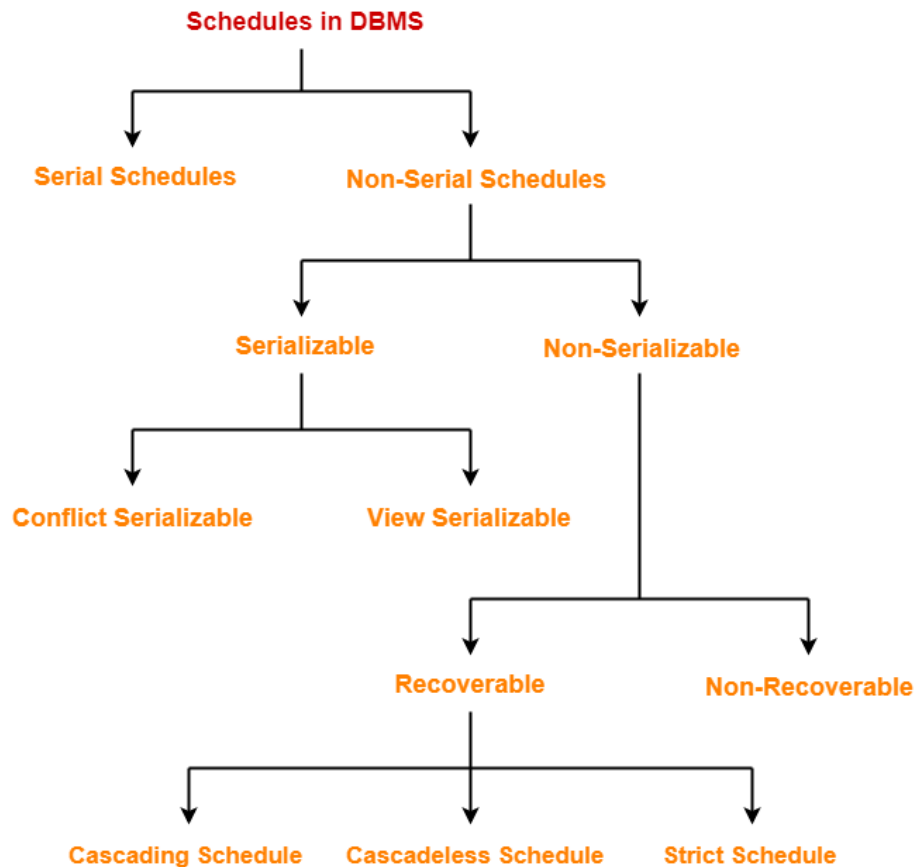 Schedules in DBMS
Serial Schedules
Non-Serial Schedules
Serializable
Non-Serializable
Conflict Serializable
View Serializable
Recoverable
Non-Recoverable
Cascading Schedule
Cascadeless Schedule
Strict Schedule